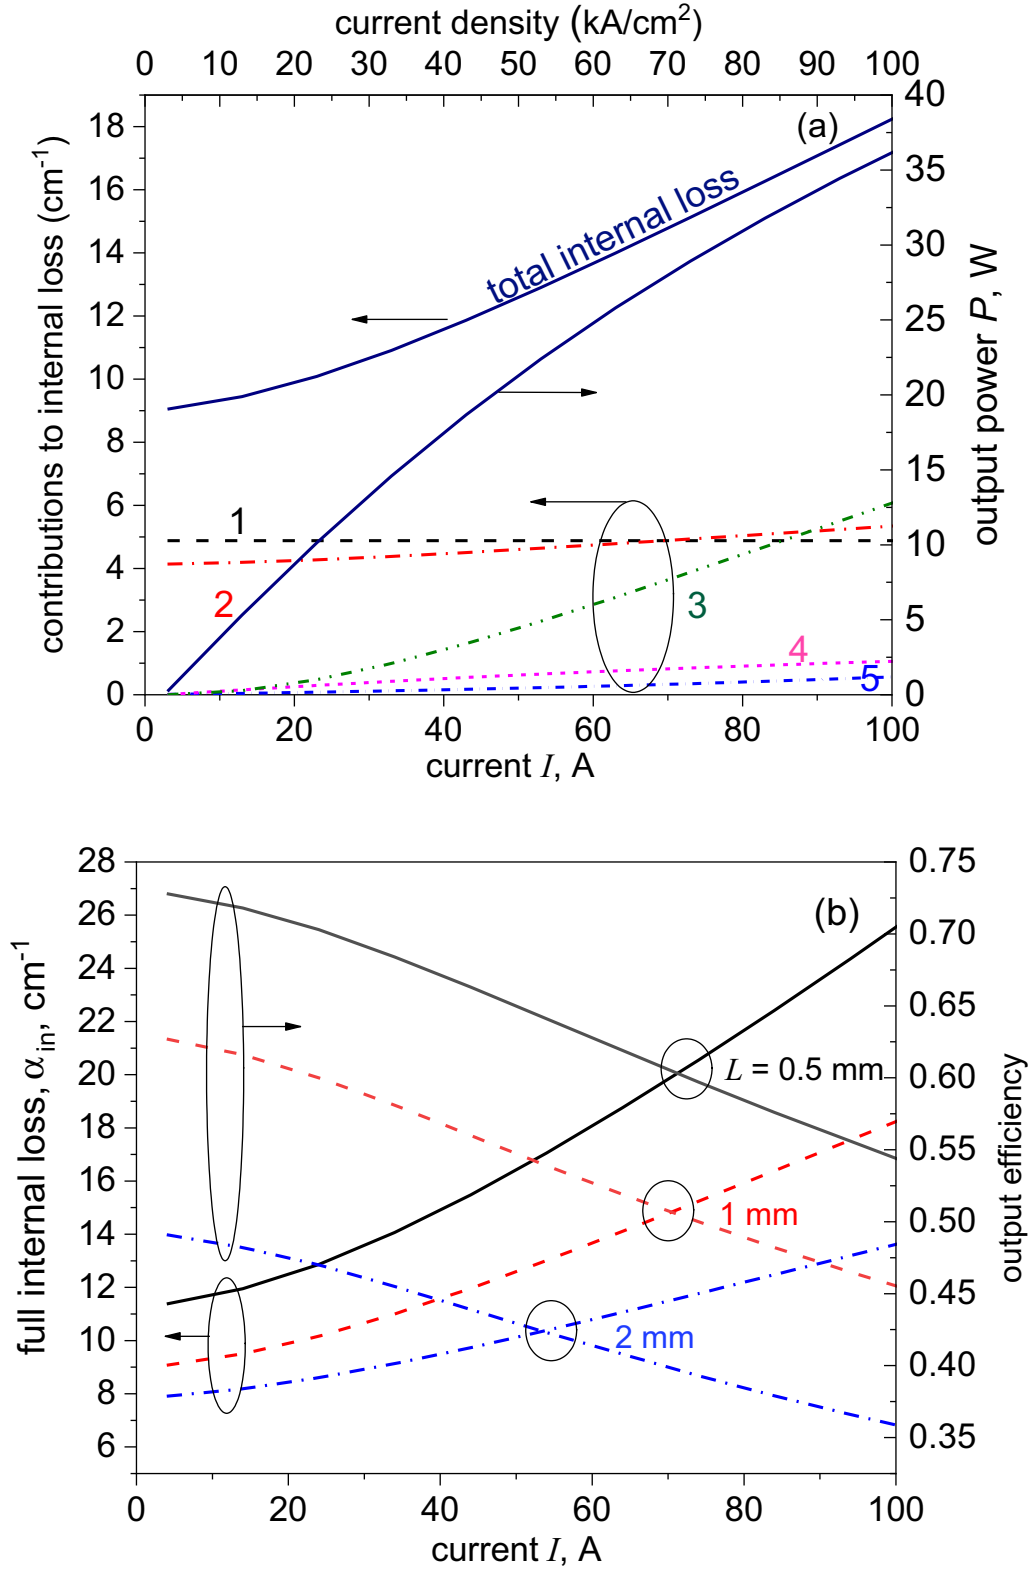 current density (kA/cm²)
0 10 20 30 40 50 60 70 80 90 100
(a)
contributions to internal loss (cm⁻¹)
18
16
14
12
10
8
6
4
2
0
total internal loss
1
2
3
4
5
40
35
30
25
20
15
10
5
0
output power P, W
0 20 40 60 80 100
current I, A
(b)
full internal loss, αin, cm⁻¹
28
26
24
22
20
18
16
14
12
10
8
6
L = 0.5 mm
1 mm
2 mm
0.75
0.70
0.65
0.60
0.55
0.50
0.45
0.40
0.35
output efficiency
0 20 40 60 80 100
current I, A